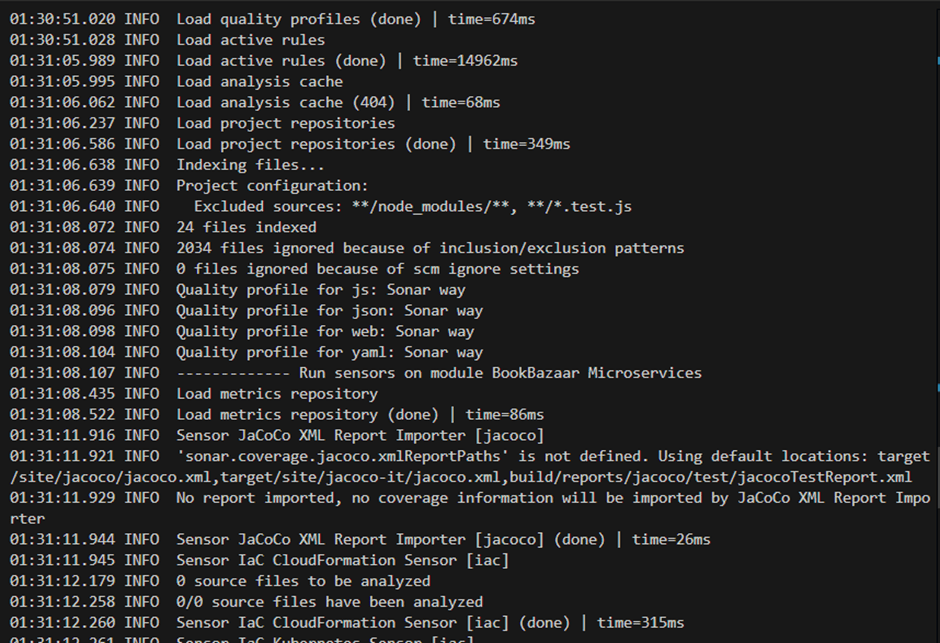 01:30:51.020 INFO  Load quality profiles (done) | time=674ms
01:30:51.028 INFO  Load active rules
01:31:05.989 INFO  Load active rules (done) | time=14962ms
01:31:05.995 INFO  Load analysis cache
01:31:06.062 INFO  Load analysis cache (404) | time=68ms
01:31:06.237 INFO  Load project repositories
01:31:06.586 INFO  Load project repositories (done) | time=349ms
01:31:06.638 INFO  Indexing files...
01:31:06.639 INFO  Project configuration:
01:31:06.640 INFO    Excluded sources: **/node_modules/**, **/*.test.js
01:31:08.072 INFO  24 files indexed
01:31:08.074 INFO  2034 files ignored because of inclusion/exclusion patterns
01:31:08.075 INFO  0 files ignored because of scm ignore settings
01:31:08.079 INFO  Quality profile for js: Sonar way
01:31:08.096 INFO  Quality profile for json: Sonar way
01:31:08.098 INFO  Quality profile for web: Sonar way
01:31:08.104 INFO  Quality profile for yaml: Sonar way
01:31:08.107 INFO  ------------- Run sensors on module BookBazaar Microservices
01:31:08.435 INFO  Load metrics repository
01:31:08.522 INFO  Load metrics repository (done) | time=86ms
01:31:11.916 INFO  Sensor JaCoCo XML Report Importer [jacoco]
01:31:11.921 INFO  'sonar.coverage.jacoco.xmlReportPaths' is not defined. Using default locations: target
/site/jacoco/jacoco.xml,target/site/jacoco-it/jacoco.xml,build/reports/jacoco/test/jacocoTestReport.xml
01:31:11.929 INFO  No report imported, no coverage information will be imported by JaCoCo XML Report Impo
rter
01:31:11.944 INFO  Sensor JaCoCo XML Report Importer [jacoco] (done) | time=26ms
01:31:11.945 INFO  Sensor IaC CloudFormation Sensor [iac]
01:31:12.179 INFO  0 source files to be analyzed
01:31:12.258 INFO  0/0 source files have been analyzed
01:31:12.260 INFO  Sensor IaC CloudFormation Sensor [iac] (done) | time=315ms
01:31:12.261 INFO  Sensor IaC Kubernetes Sensor [iac]